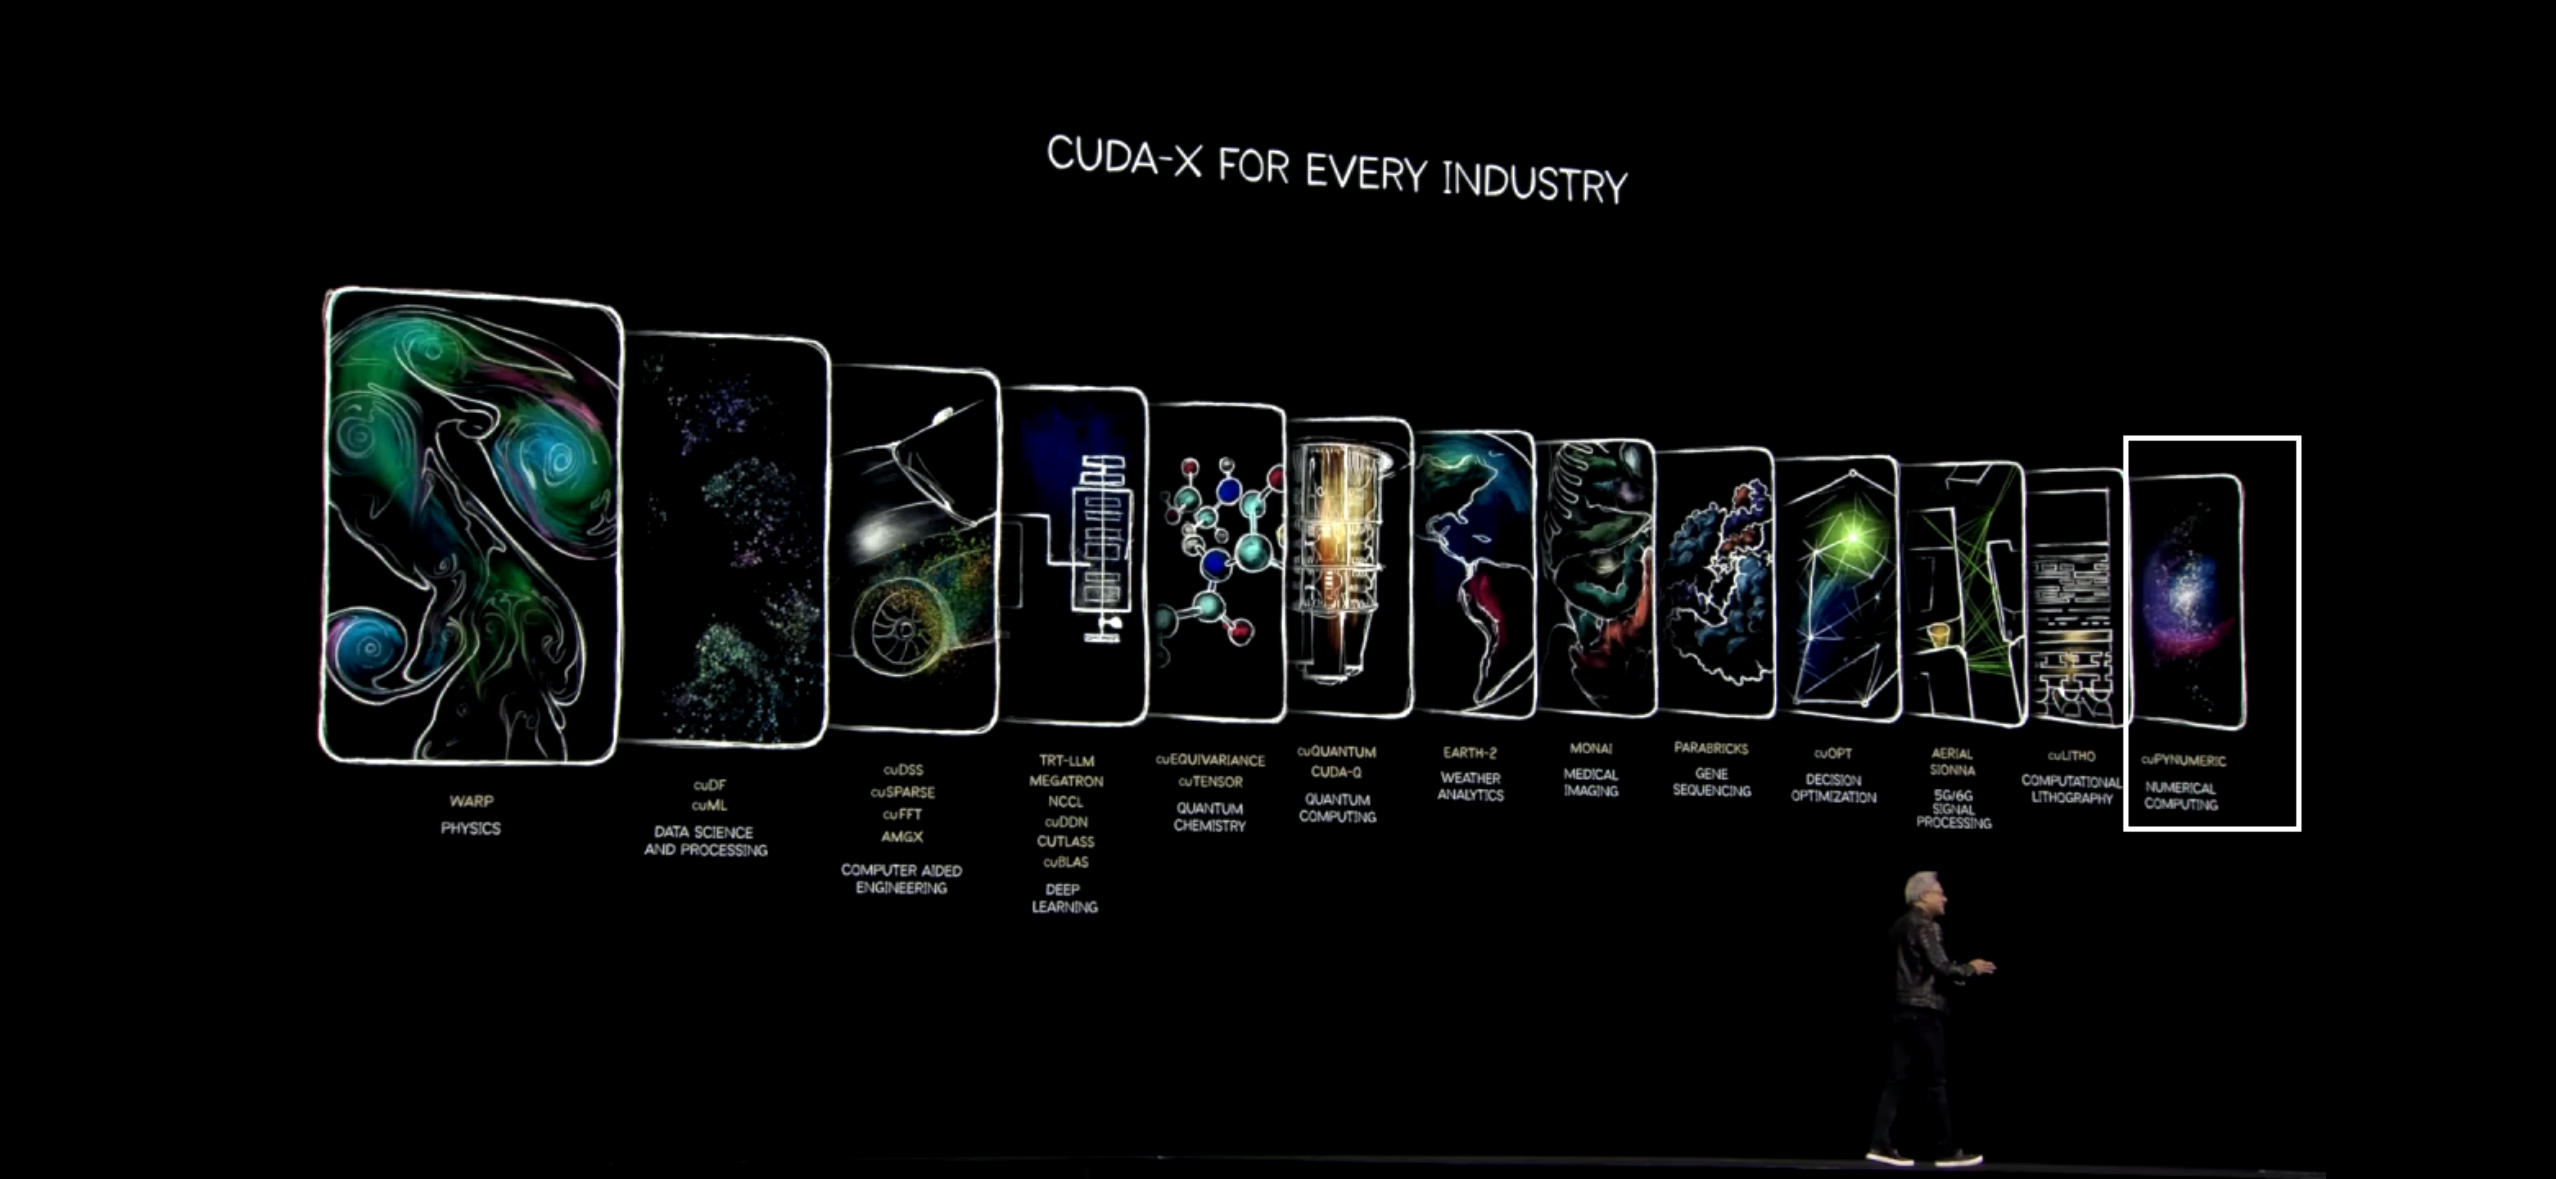 CUDA-X FOR EVERY INDUSTRY
WARP
PHYSICS
cuDF
cuML
DATA SCIENCE
AND PROCESSING
cuDSS
cuSPARSE
cuFFT
AMGX
COMPUTER AIDED
ENGINEERING
TRT-LLM
MEGATRON
NCCL
cuDDN
CUTLASS
cuBLAS
DEEP
LEARNING
cuEQUIVARIANCE
cuTENSOR
QUANTUM
CHEMISTRY
cuQUANTUM
CUDA-Q
QUANTUM
COMPUTING
EARTH-2
WEATHER
ANALYTICS
MONAI
MEDICAL
IMAGING
PARABRICKS
GENE
SEQUENCING
cuOPT
DECISION
OPTIMIZATION
AERIAL
SIONNA
5G/6G
SIGNAL
PROCESSING
cuLITHO
COMPUTATIONAL
LITHOGRAPHY
cuPYNUMERIC
NUMERICAL
COMPUTING